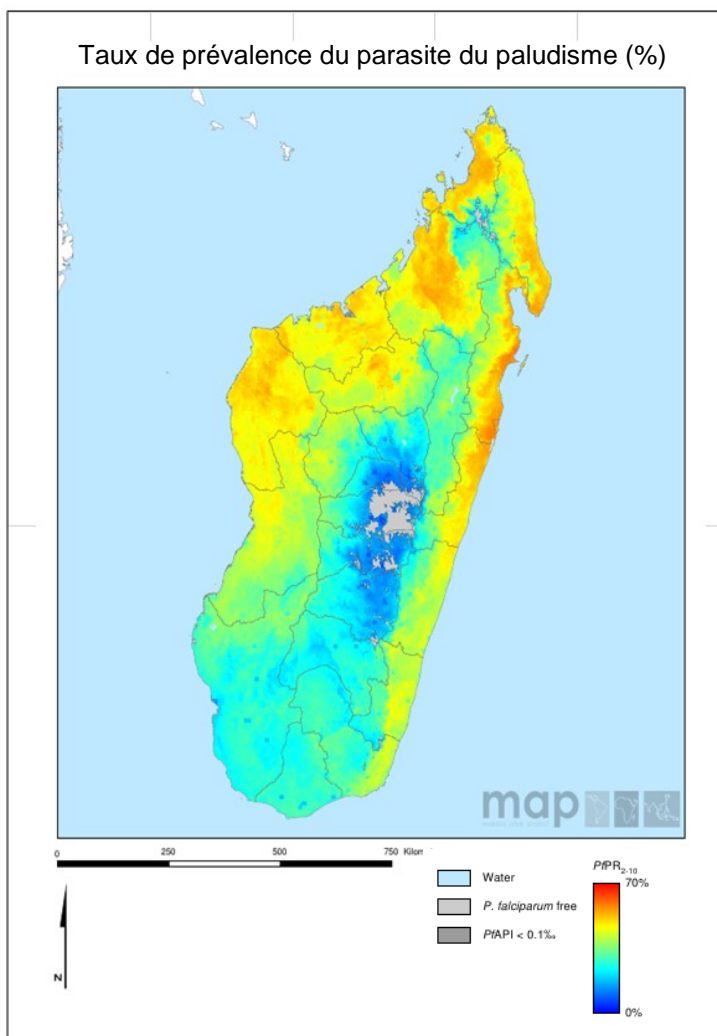 Taux de prévalence du parasite du paludisme (%)
map
0 250 500 750 Kilom
N
Water
P. falciparum free
PfAPI < 0.1‰
PfPR2-10
70%
0%